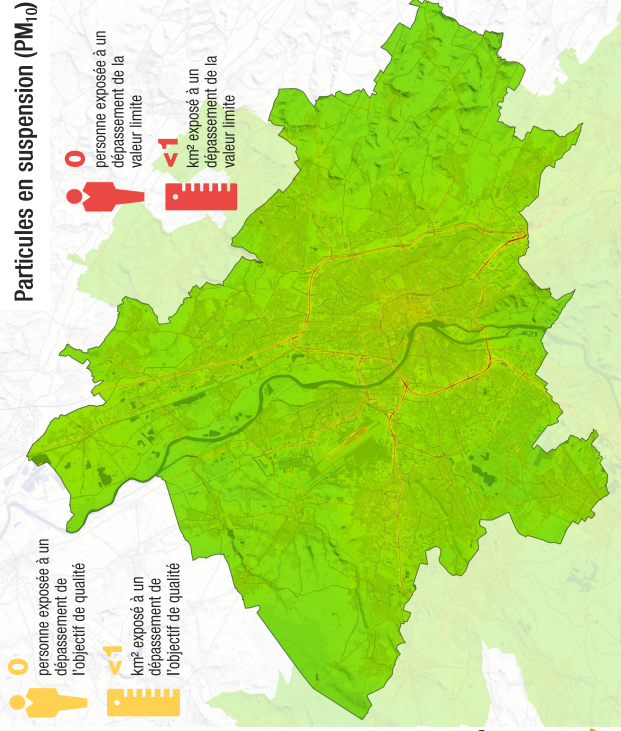 Particules en suspension (PM₁₀)
0
personne exposée à un
dépassement de
l'objectif de qualité
<1
km² exposé à un
dépassement de
l'objectif de qualité
0
personne exposée à un
dépassement de la
valeur limite
<1
km² exposé à un
dépassement de la
valeur limite